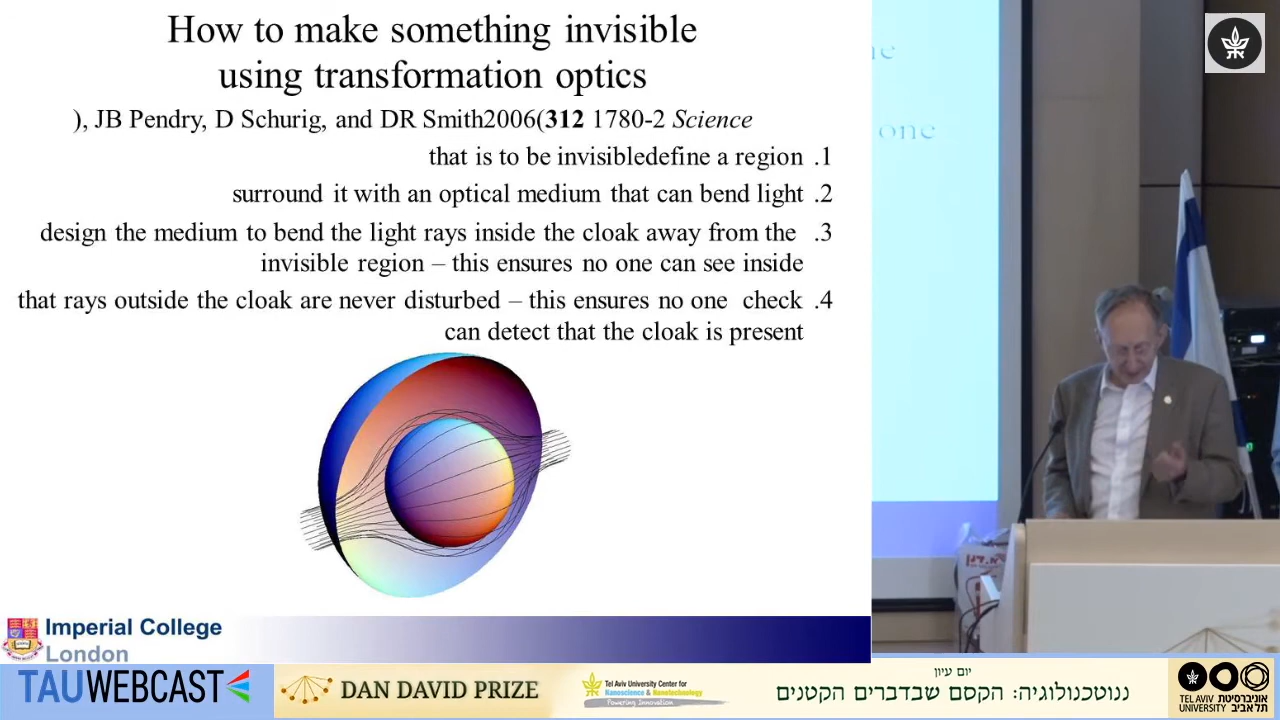 How to make something invisible
using transformation optics
), JB Pendry, D Schurig, and DR Smith2006(312 1780-2 Science
that is to be invisibledefine a region .1
surround it with an optical medium that can bend light .2
design the medium to bend the light rays inside the cloak away from the .3
invisible region – this ensures no one can see inside
that rays outside the cloak are never disturbed – this ensures no one check .4
can detect that the cloak is present
one
Imperial College
London
TAUWEBCAST
DAN DAVID PRIZE
Tel Aviv University Center for
Nanoscience & Nanotechnology
Powering Innovation
יום עיון
ננוטכנולוגיה: הקסם שבדברים הקטנים
TEL AVIV אוניברסיטת
UNIVERSITY תל אביב